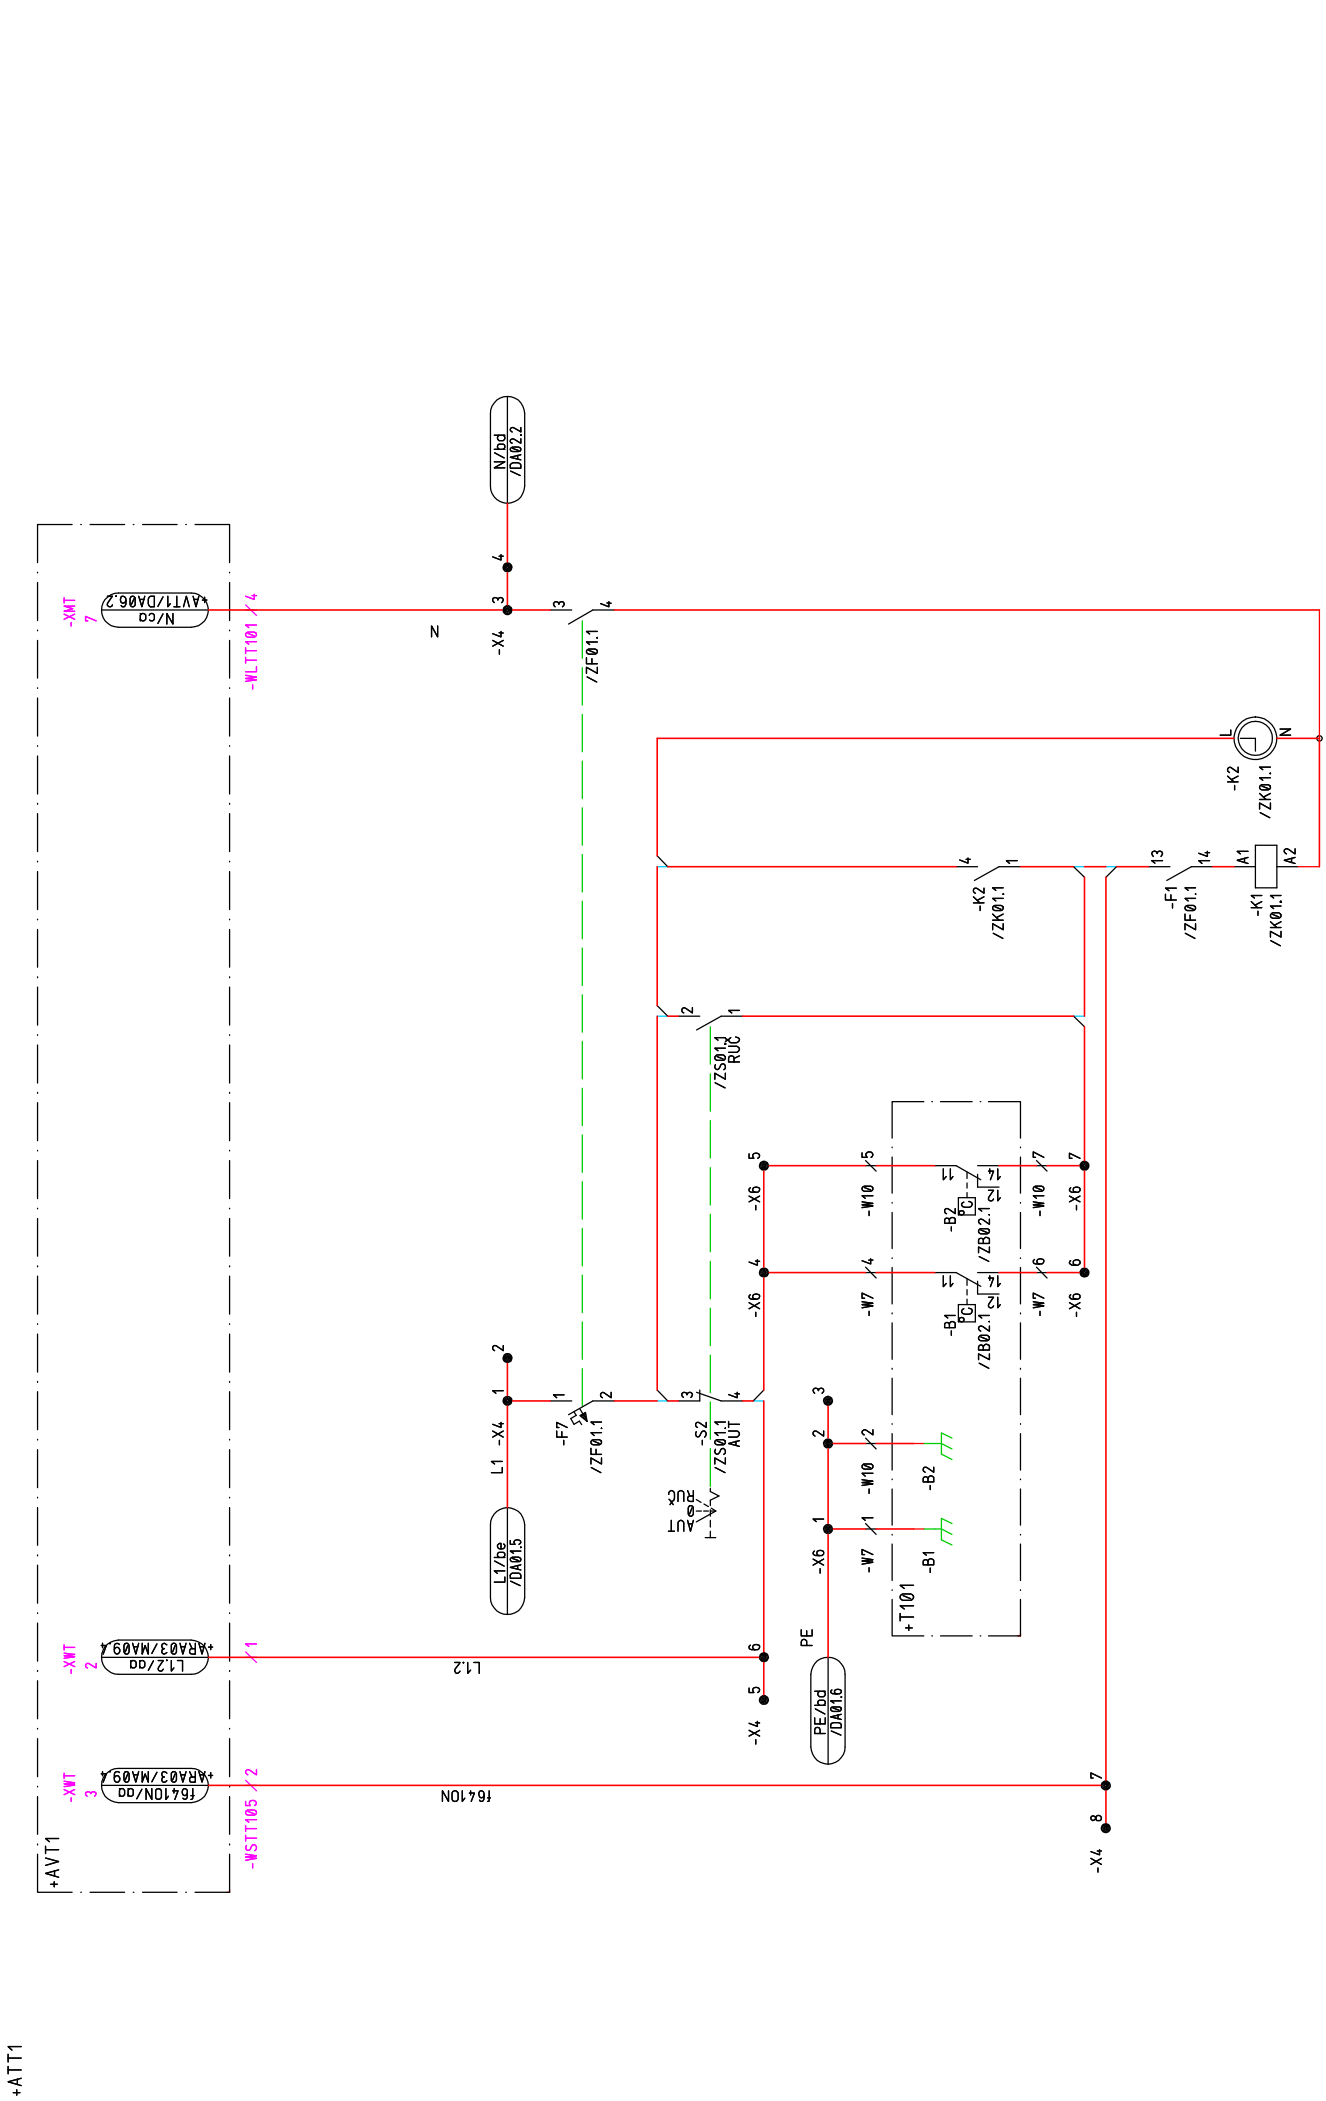 +ATT1
+AVT1
-XWT
3
f6410N/aa
+ARA03/MA09.4
-WSTT105
2
f6410N
-X4
8
7
-XWT
2
L1.2/aa
+ARA03/MA09.4
1
L1.2
-X4
5
6
-XMT
7
N/ca
+AVT1/DA06.2
-WLTT101
4
N
-X4
3
4
N/bd
/DA02.2
3
4
/ZF01.1
L1/be
/DA01.5
L1
-X4
1
2
-F7
/ZF01.1
1
2
AUT
0
RUČ
-S2
/ZS01.1
AUT
3
4
/ZS01.1
RUČ
2
1
PE/bd
/DA01.6
PE
-X6
1
2
3
-W7
1
-W10
2
+T101
-B1
-B2
-X6
4
-X6
5
-W7
4
-W10
5
-B1
°C
/ZB02.1
11
12
14
-B2
°C
/ZB02.1
11
12
14
-W7
6
-W10
7
-X6
6
-X6
7
-K2
/ZK01.1
4
1
-F1
/ZF01.1
13
14
-K1
/ZK01.1
A1
A2
-K2
/ZK01.1
L
N